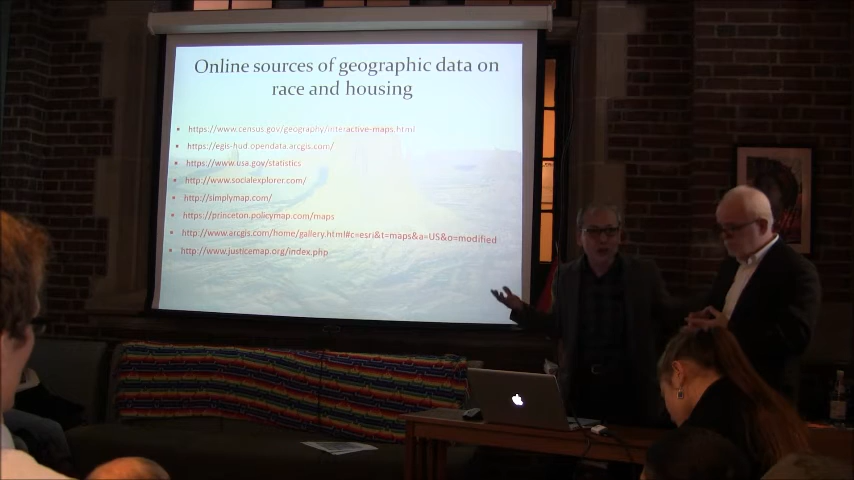 Online sources of geographic data on
race and housing
• https://www.census.gov/geography/interactive-maps.html
• https://egis-hud.opendata.arcgis.com/
• https://www.usa.gov/statistics
• http://www.socialexplorer.com/
• http://simplymap.com/
• https://princeton.policymap.com/maps
• http://www.arcgis.com/home/gallery.html#c=esri&t=maps&a=US&o=modified
• http://www.justicemap.org/index.php